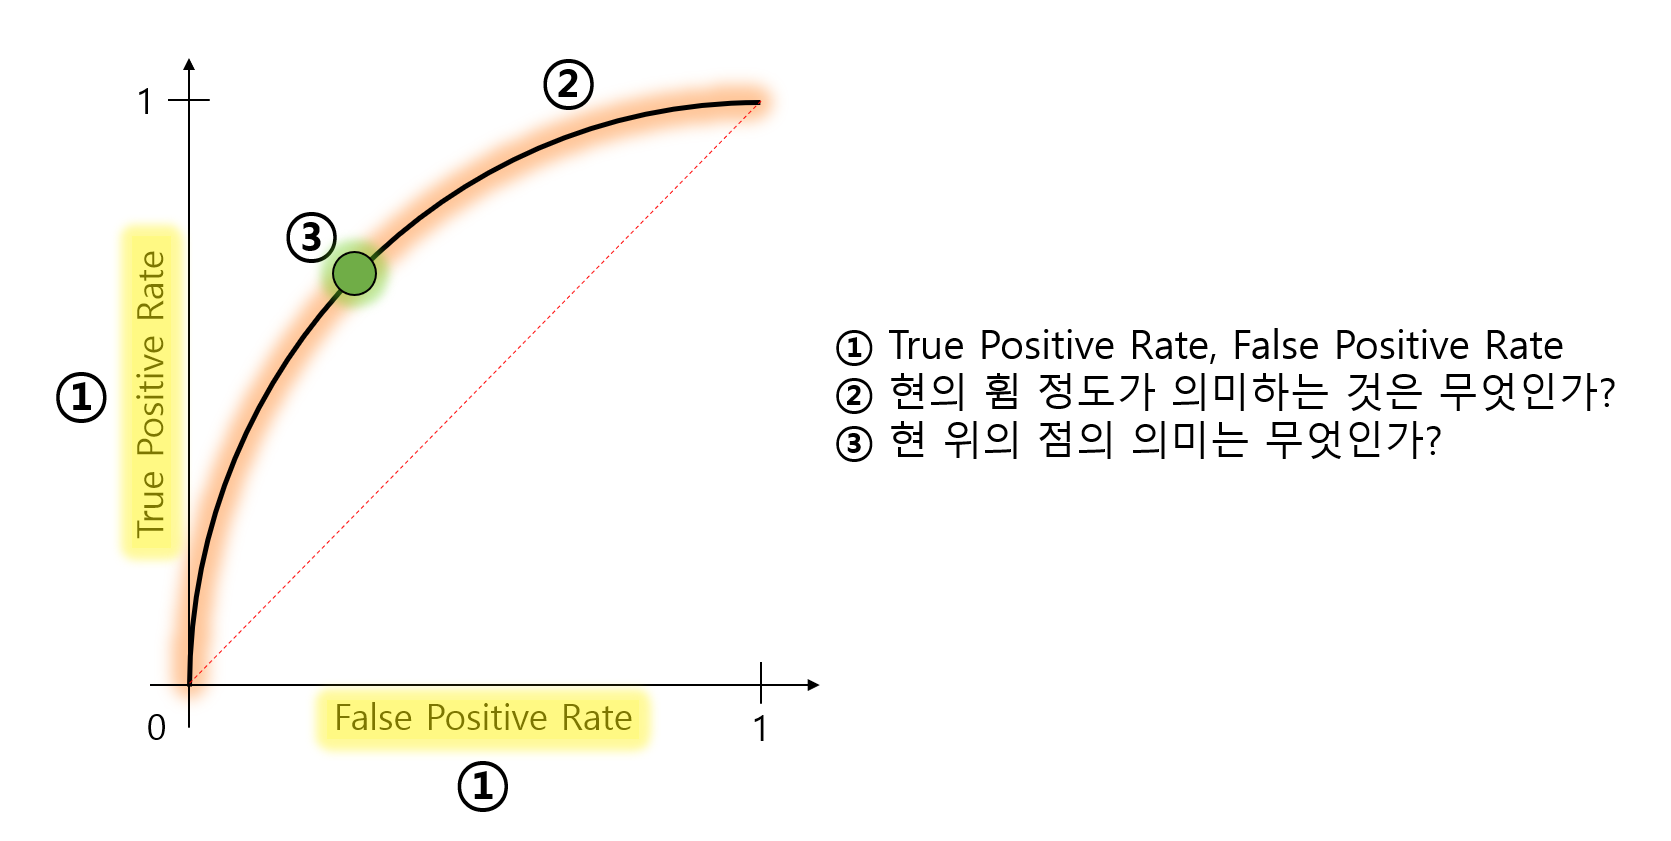 ②
1
③
True Positive Rate
①
① True Positive Rate, False Positive Rate
② 현의 휨 정도가 의미하는 것은 무엇인가?
③ 현 위의 점의 의미는 무엇인가?
0
False Positive Rate
1
①